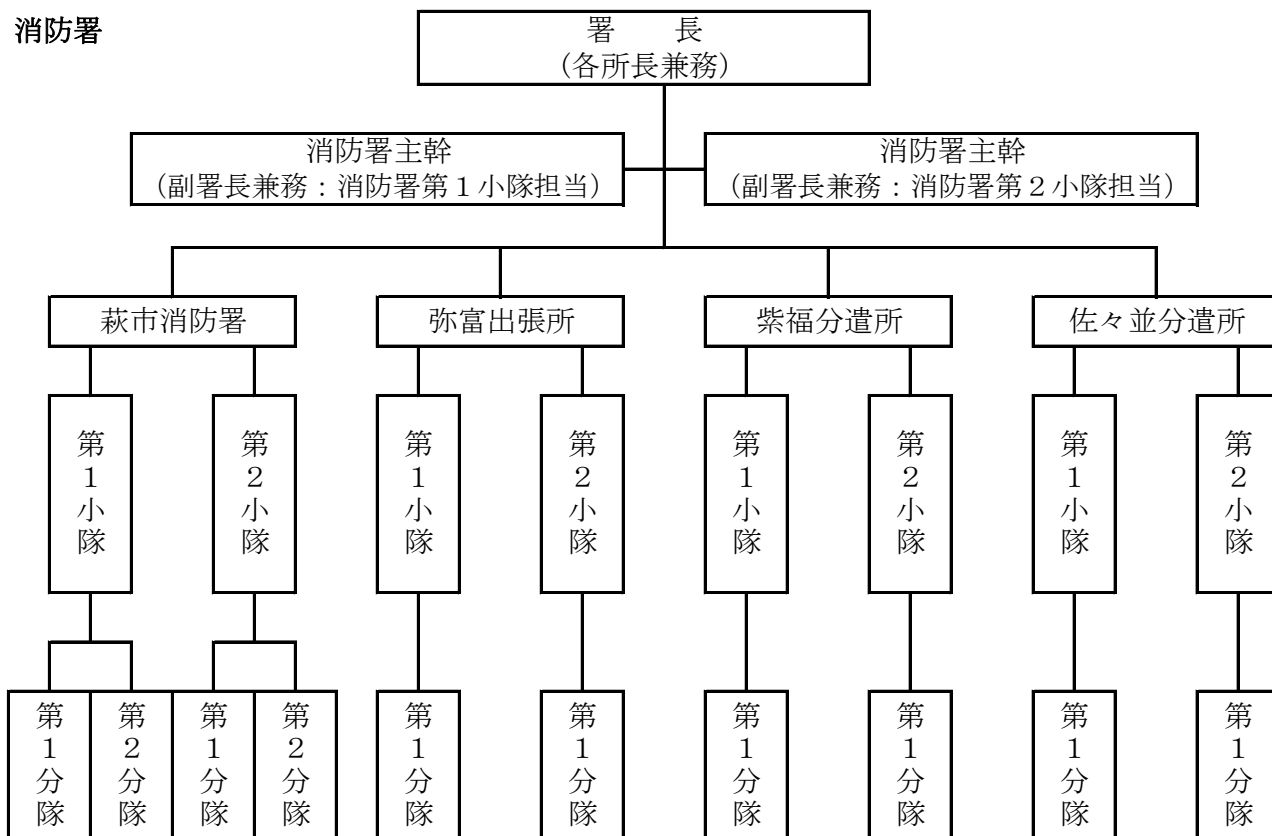 消防署
署　　長
（各所長兼務）
消防署主幹
（副署長兼務：消防署第１小隊担当）
消防署主幹
（副署長兼務：消防署第２小隊担当）
萩市消防署
弥富出張所
紫福分遣所
佐々並分遣所
第１小隊
第２小隊
第１小隊
第２小隊
第１小隊
第２小隊
第１小隊
第２小隊
第１分隊
第２分隊
第１分隊
第２分隊
第１分隊
第１分隊
第１分隊
第１分隊
第１分隊
第１分隊